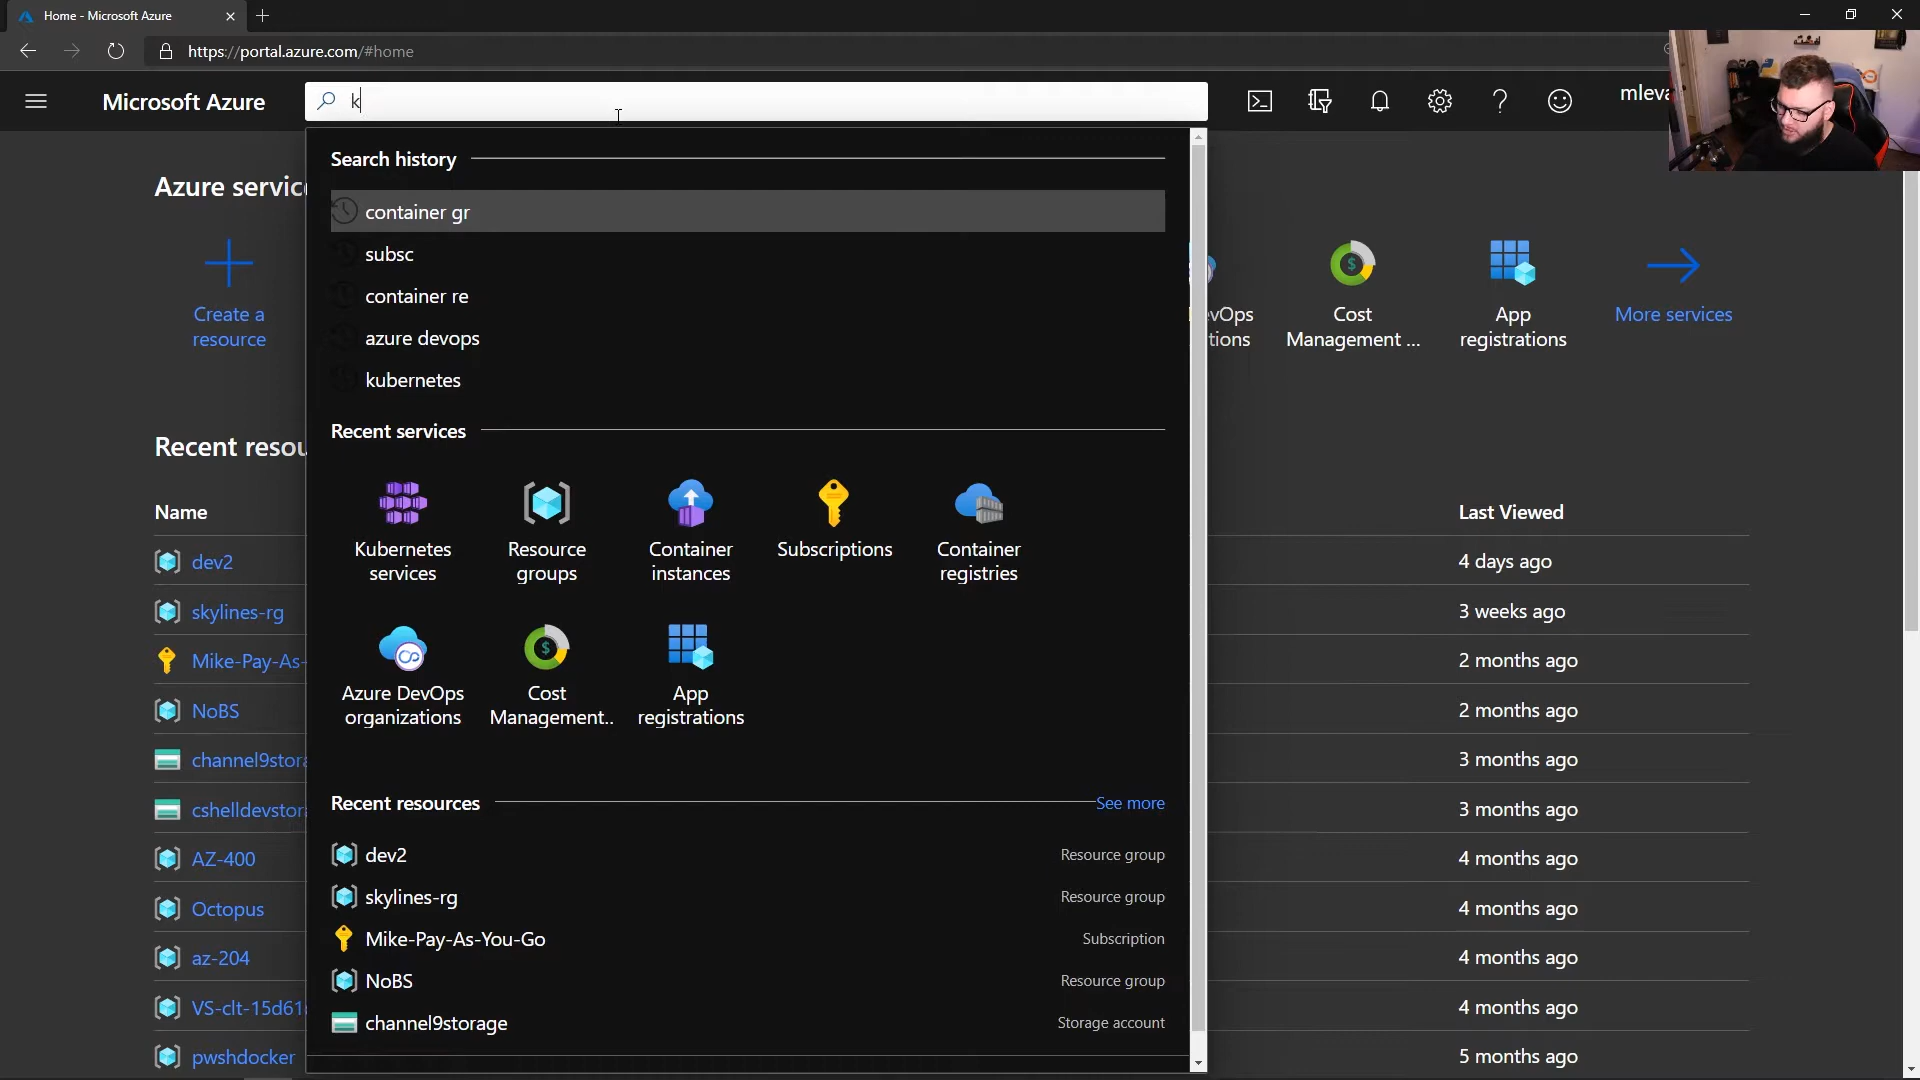 Home - Microsoft Azure
https://portal.azure.com/#home
Microsoft Azure
k
Search history
container gr
subsc
container re
azure devops
kubernetes
Recent services
Kubernetes
services
Resource
groups
Container
instances
Subscriptions
Container
registries
Azure DevOps
organizations
Cost
Management..
App
registrations
Recent resources
See more
dev2
Resource group
skylines-rg
Resource group
Mike-Pay-As-You-Go
Subscription
NoBS
Resource group
channel9storage
Storage account
Azure servic
Create a
resource
evOps
tions
Cost
Management ...
App
registrations
More services
Recent resou
Name
Last Viewed
dev2
4 days ago
skylines-rg
3 weeks ago
Mike-Pay-As-
2 months ago
NoBS
2 months ago
channel9stora
3 months ago
cshelldevstor
3 months ago
AZ-400
4 months ago
Octopus
4 months ago
az-204
4 months ago
VS-clt-15d61
4 months ago
pwshdocker
5 months ago
mleva